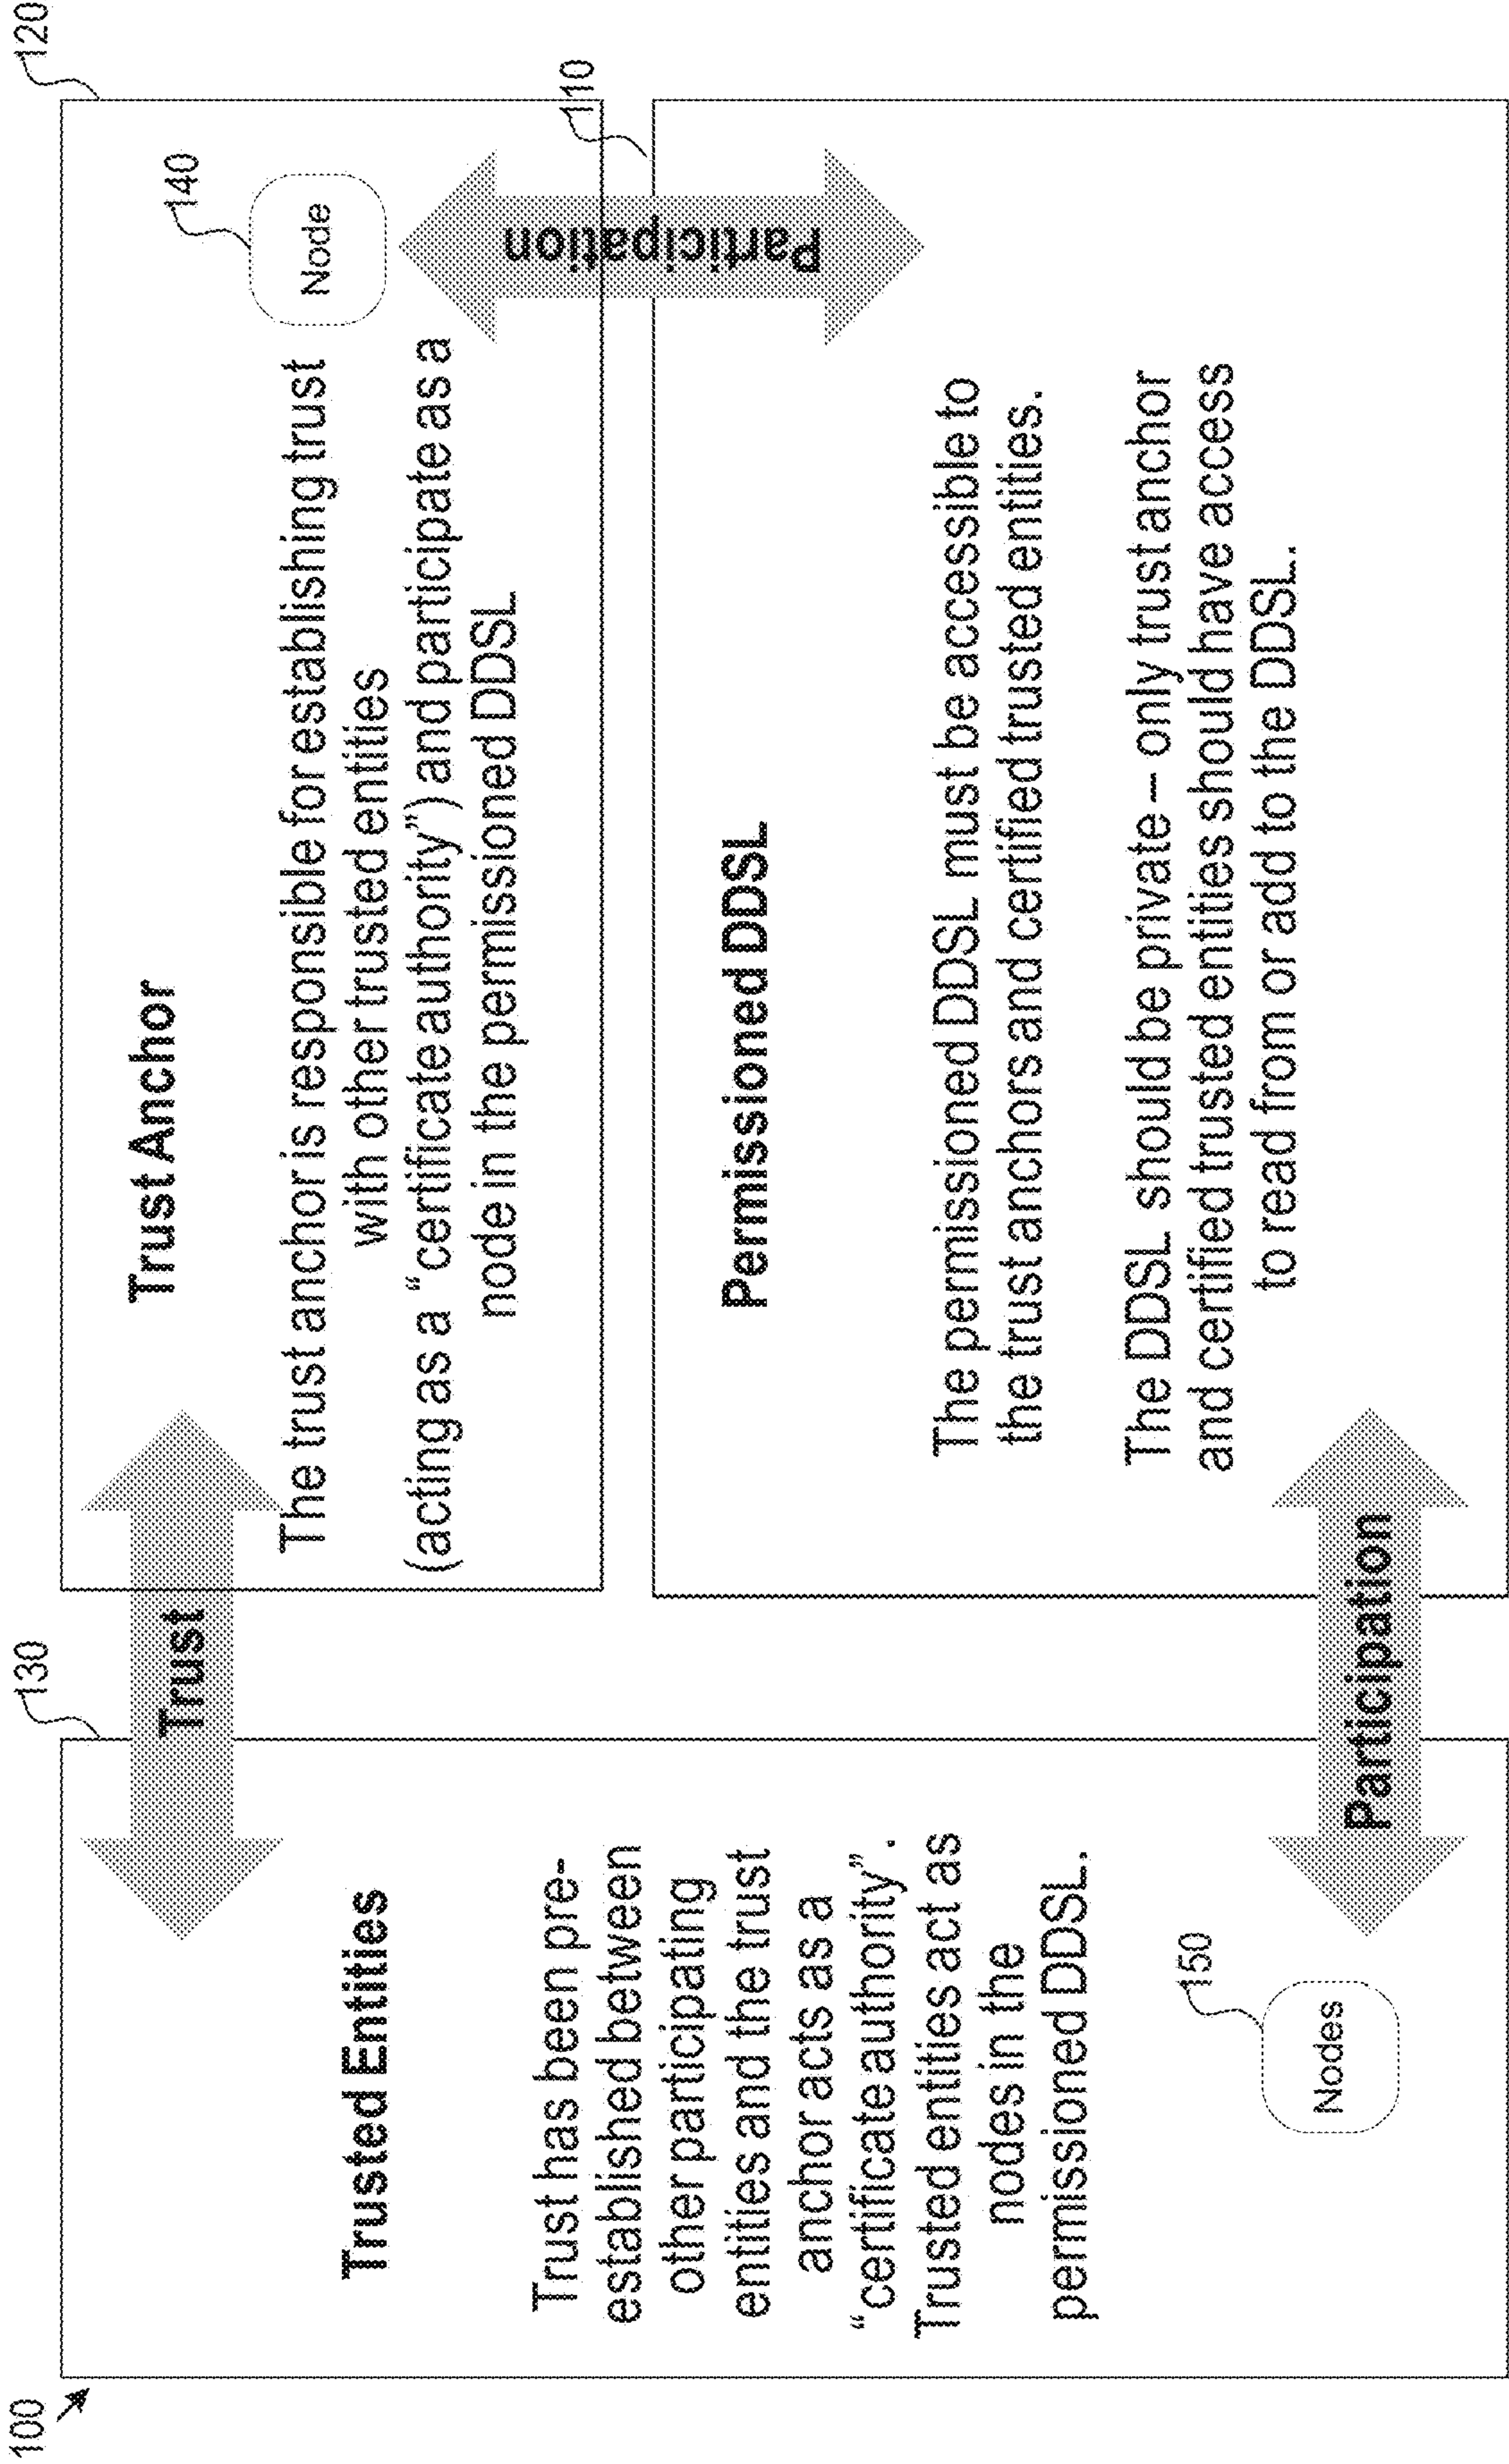 100
130
Trusted Entities
Trust has been pre-
established between
other participating
entities and the trust
anchor acts as a
“certificate authority”.
Trusted entities act as
nodes in the
permissioned DDSL.
150
Nodes
Trust
Participation
120
Trust Anchor
The trust anchor is responsible for establishing trust
with other trusted entities
(acting as a “certificate authority”) and participate as a
node in the permissioned DDSL
140
Node
Participation
110
Permissioned DDSL
The permissioned DDSL must be accessible to
the trust anchors and certified trusted entities.
The DDSL should be private – only trust anchor
and certified trusted entities should have access
to read from or add to the DDSL.